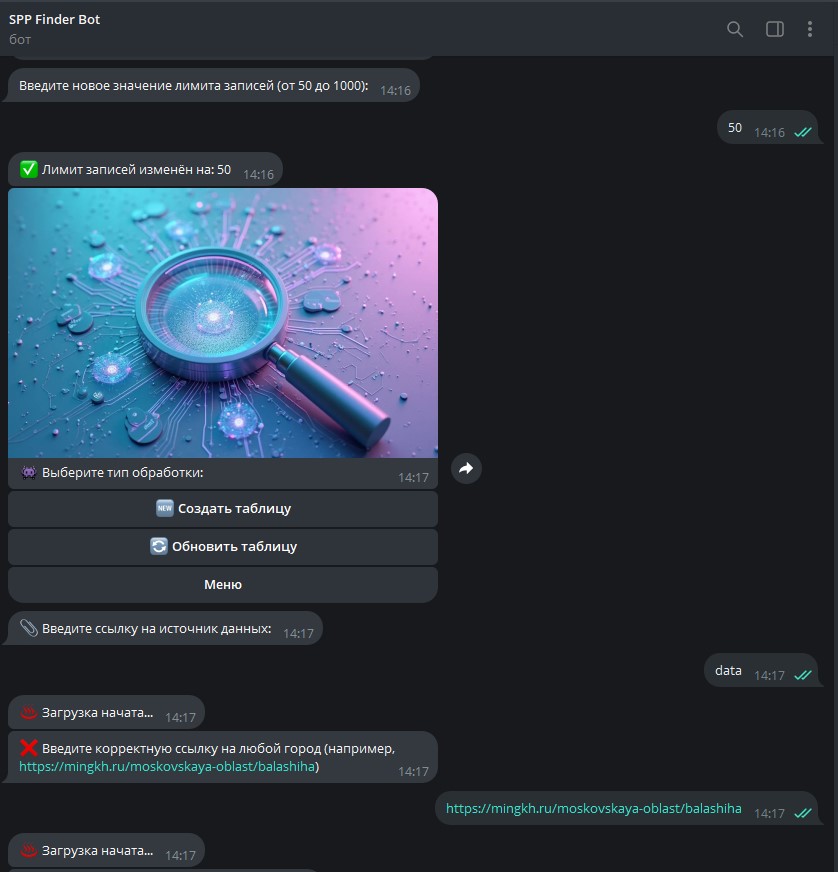 SPP Finder Bot
бот
Введите новое значение лимита записей (от 50 до 1000): 14:16
50 14:16
Лимит записей изменён на: 50 14:16
Выберите тип обработки: 14:17
NEW Создать таблицу
Обновить таблицу
Меню
Введите ссылку на источник данных: 14:17
data 14:17
Загрузка начата... 14:17
Введите корректную ссылку на любой город (например,
https://mingkh.ru/moskovskaya-oblast/balashiha) 14:17
https://mingkh.ru/moskovskaya-oblast/balashiha 14:17
Загрузка начата... 14:17